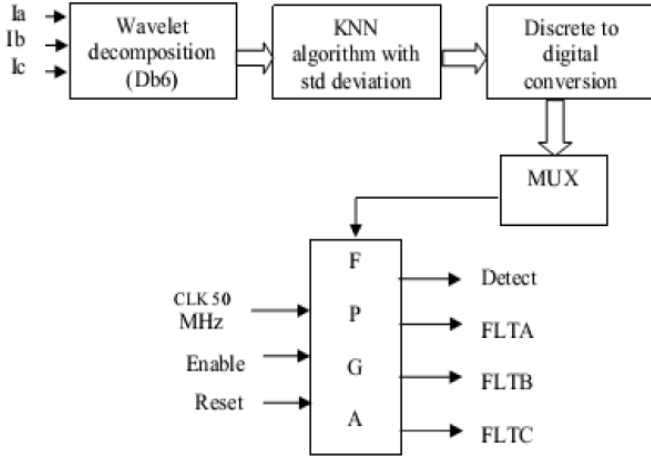 Ia
Ib
Ic
Wavelet
decomposition
(Db6)
KNN
algorithm with
std deviation
Discrete to
digital
conversion
MUX
F
P
G
A
CLK 50
MHz
Enable
Reset
Detect
FLTA
FLTB
FLTC